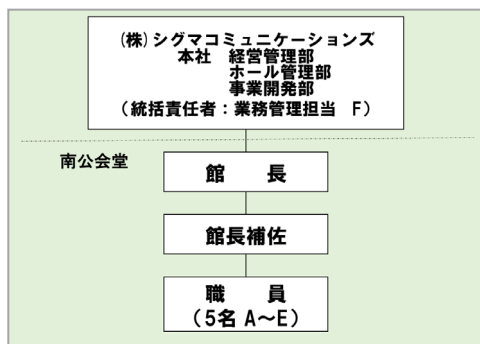 (株)シグマコミュニケーションズ
本社　経営管理部
ホール管理部
事業開発部
（統括責任者：業務管理担当　F）
南公会堂
館　　長
館長補佐
職　　員
（5名 A～E）